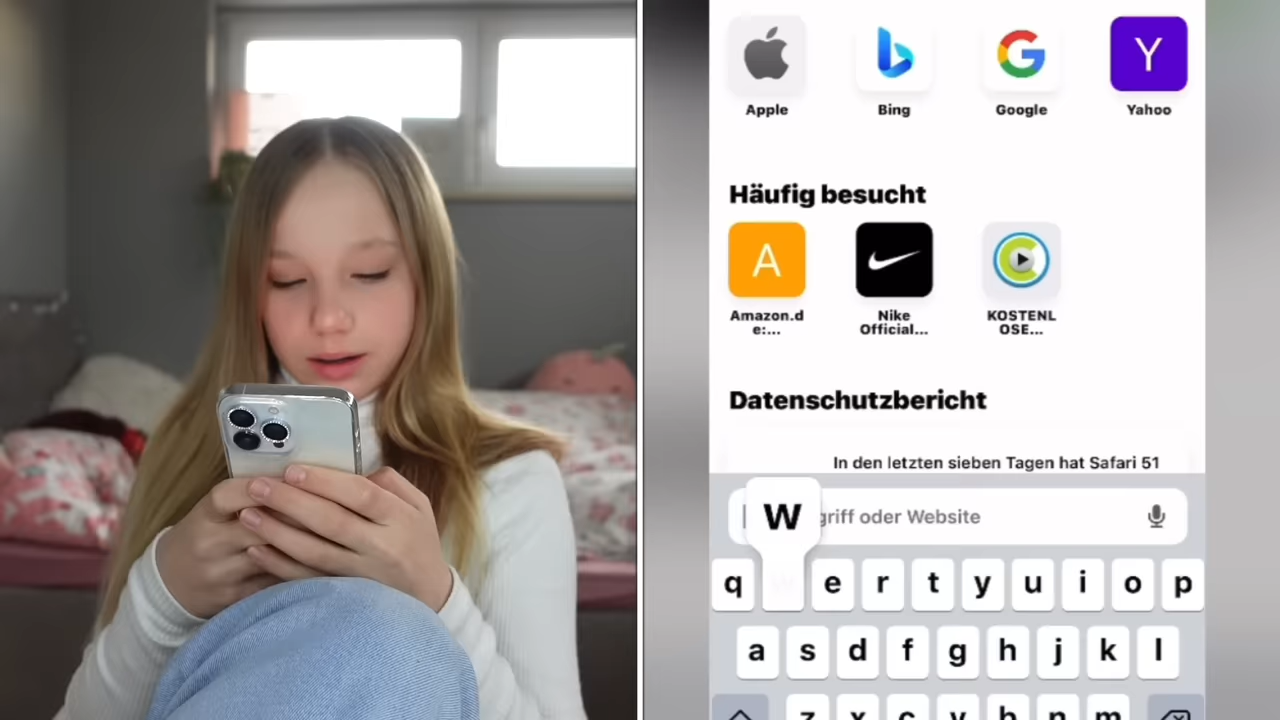 Y
Apple
Bing
Google
Yahoo
Häufig besucht
A
Amazon.d
e:...
Nike
Official...
KOSTENL
OSE...
Datenschutzbericht
In den letzten sieben Tagen hat Safari 51
W
griff oder Website
q
e r t y u i o p
a s d f g h j k l
z x c v b n m